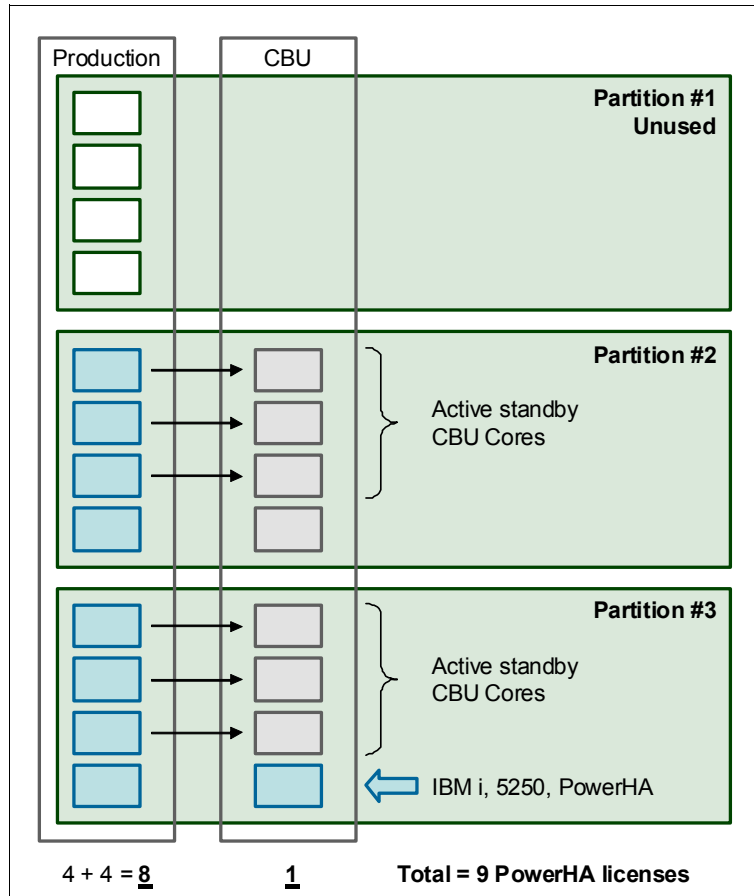 Production
CBU
Partition #1
Unused
Partition #2
Active standby
CBU Cores
Partition #3
Active standby
CBU Cores
IBM i, 5250, PowerHA
4 + 4 = 8
1
Total = 9 PowerHA licenses